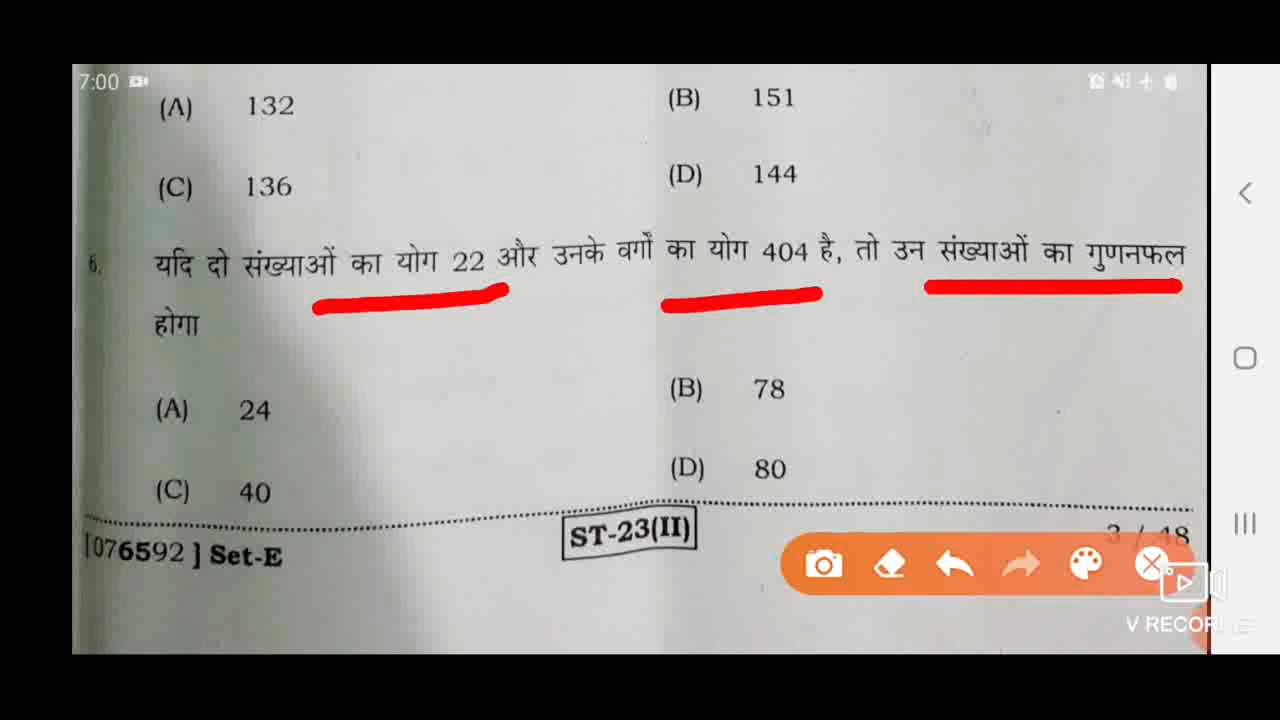 7:00
(A) 132 (B) 151
(C) 136 (D) 144
6. यदि दो संख्याओं का योग 22 और उनके वर्गों का योग 404 है, तो उन संख्याओं का गुणनफल
होगा
(A) 24 (B) 78
(C) 40 (D) 80
[076592 ] Set-E ST-23(II) 3 / 48
V RECOR